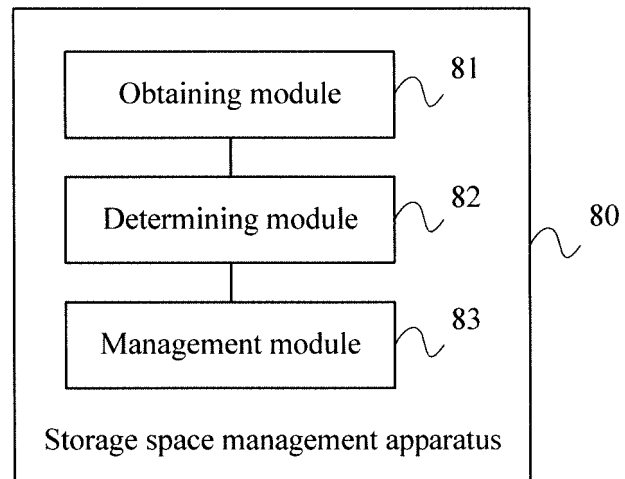 Obtaining module
81
Determining module
82
80
Management module
83
Storage space management apparatus